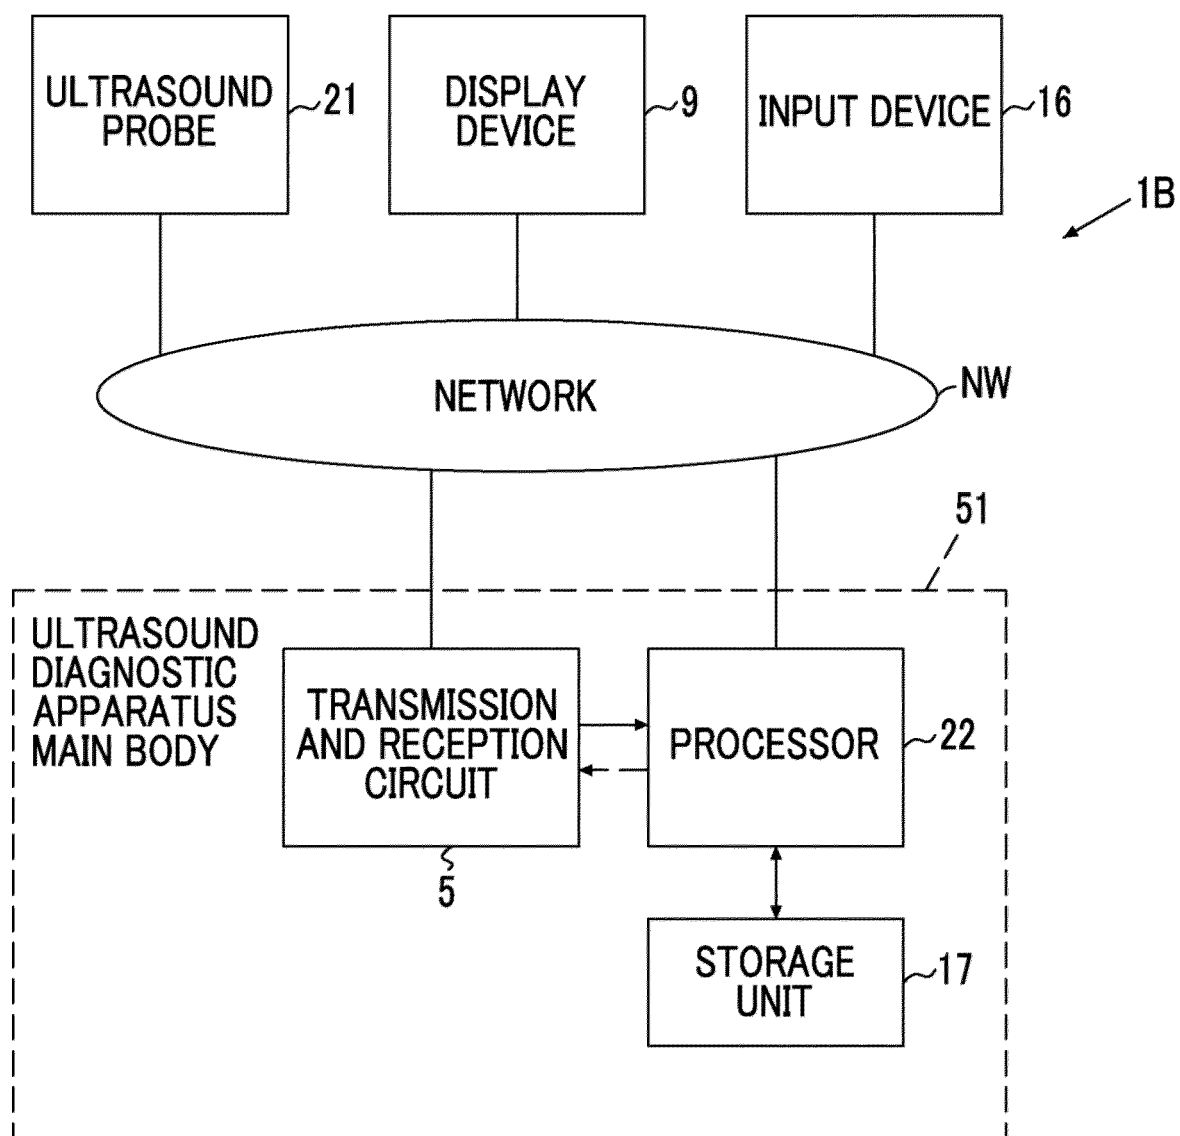 ULTRASOUND
PROBE
21
DISPLAY
DEVICE
9
INPUT DEVICE
16
1B
NETWORK
NW
51
ULTRASOUND
DIAGNOSTIC
APPARATUS
MAIN BODY
TRANSMISSION
AND RECEPTION
CIRCUIT
5
PROCESSOR
22
STORAGE
UNIT
17